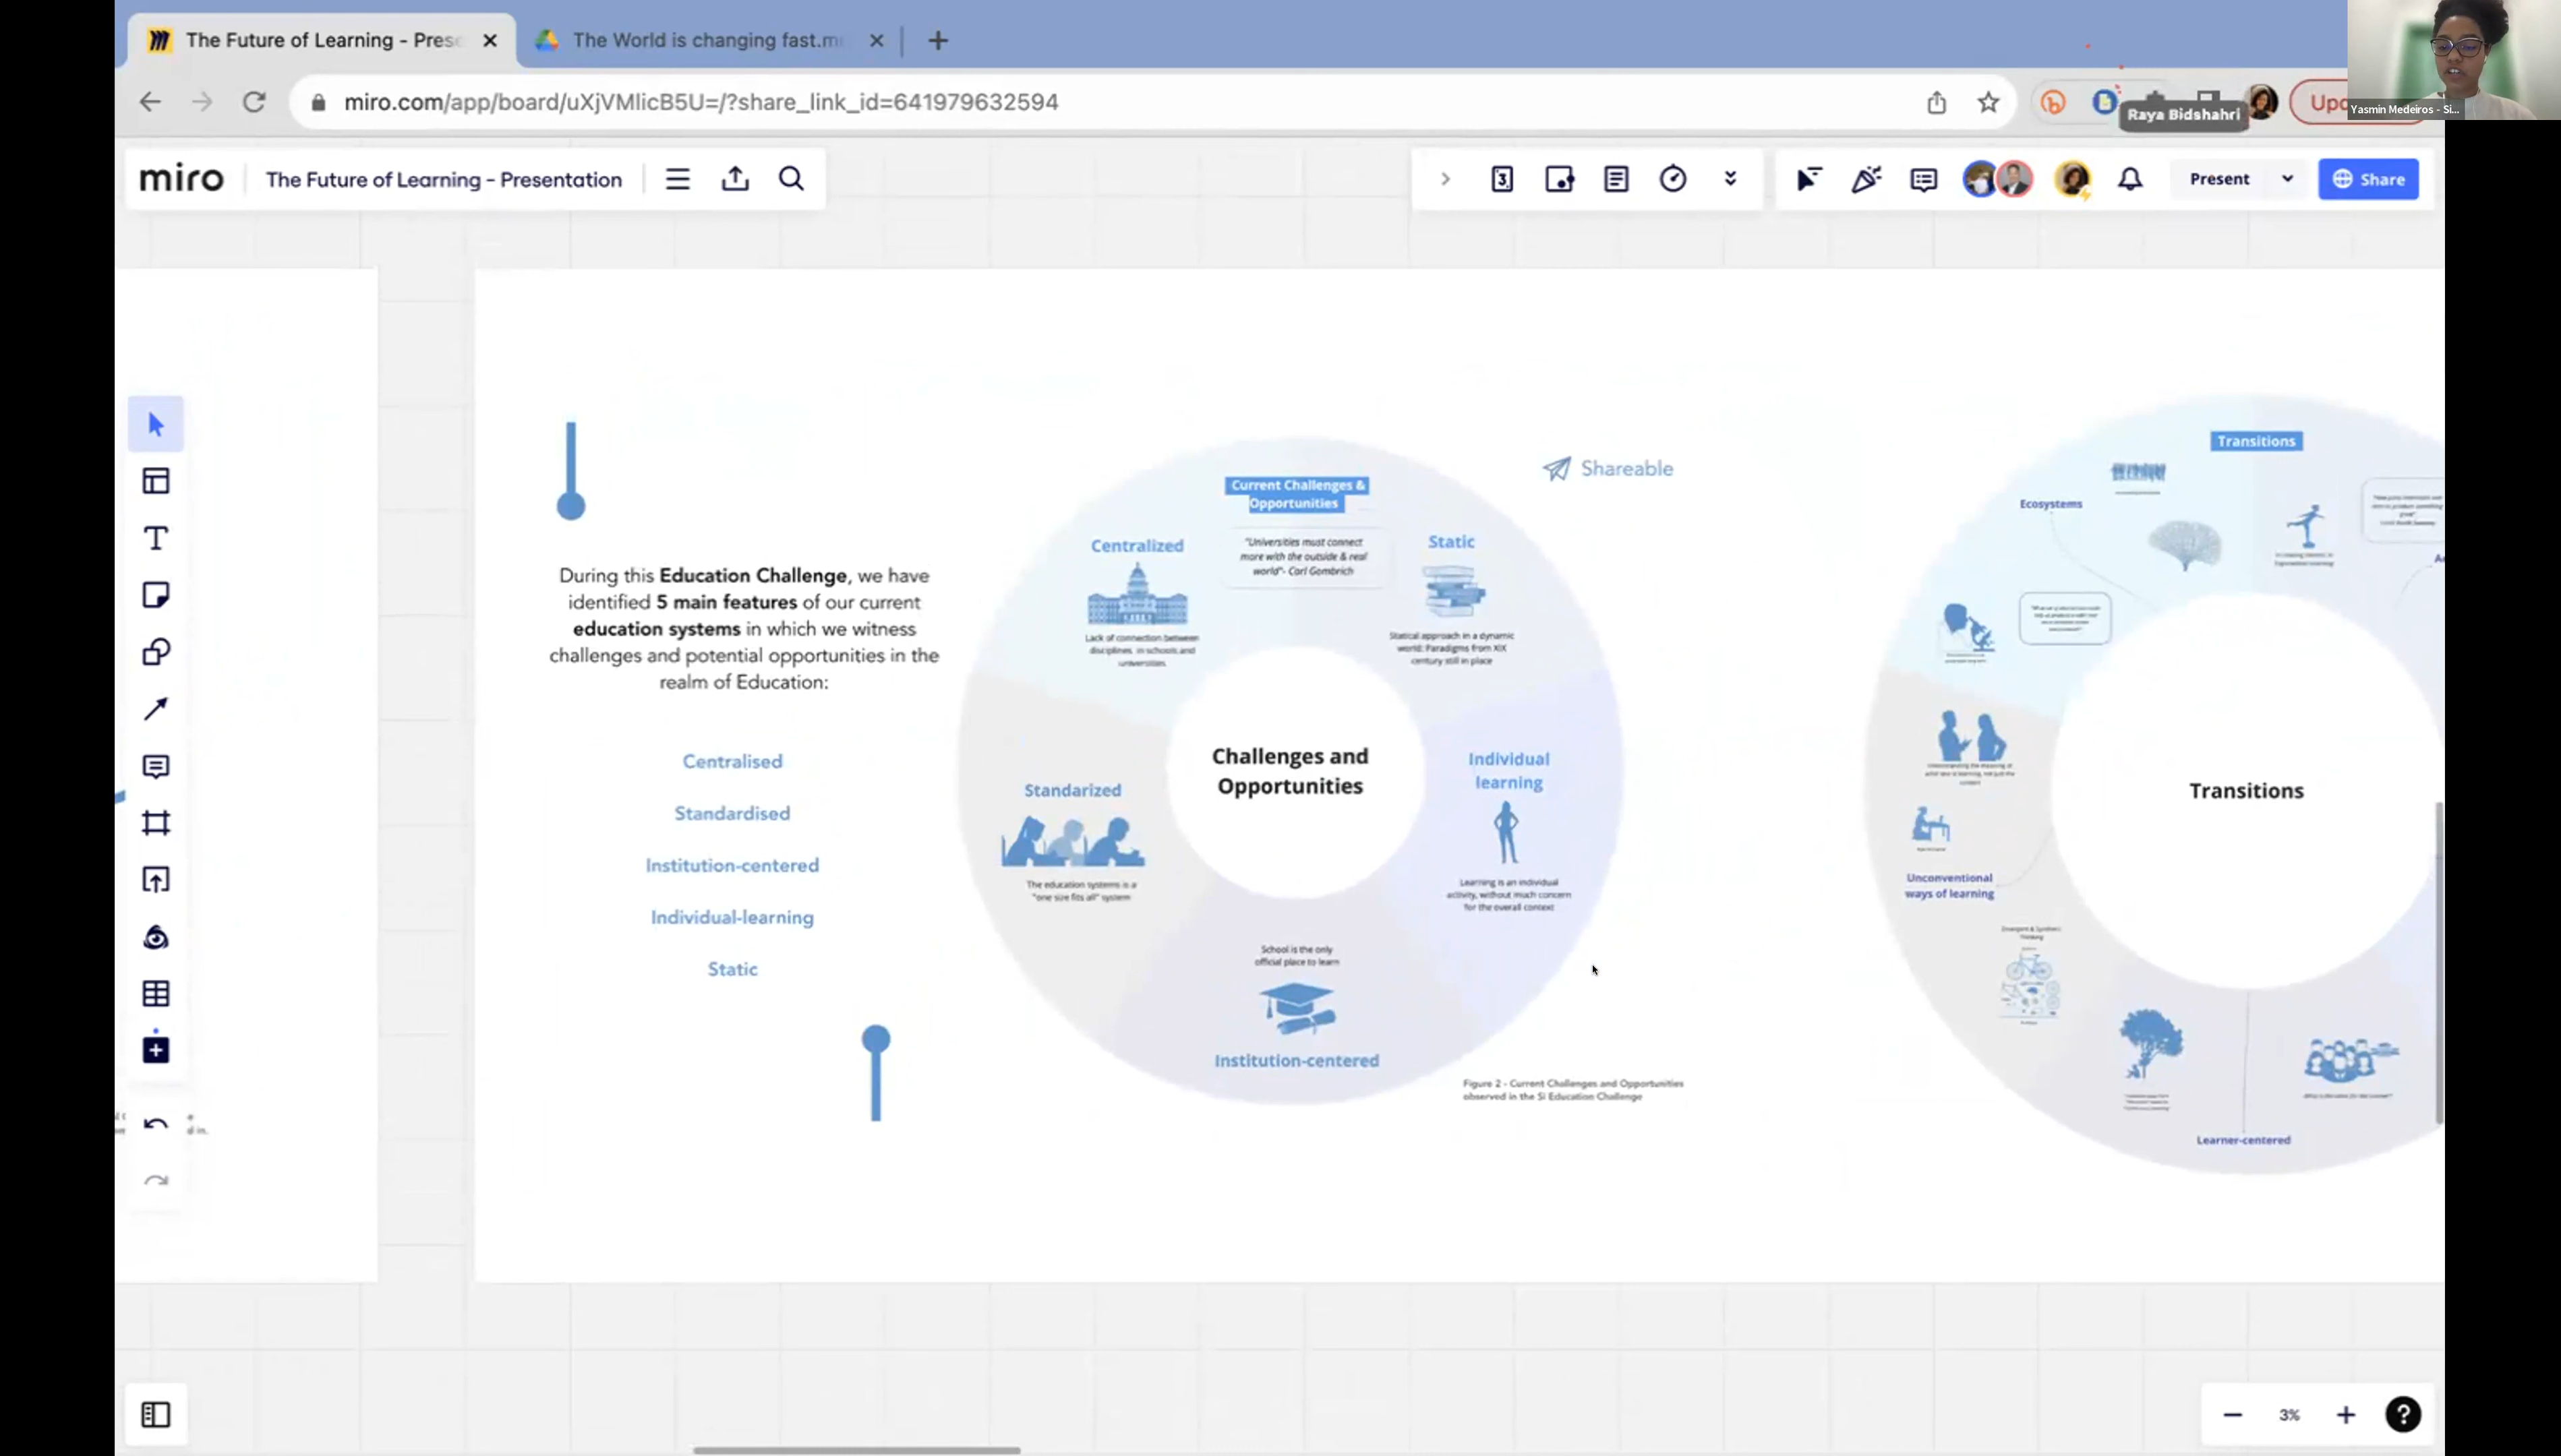 The Future of Learning - Pres
The World is changing fast.m
miro.com/app/board/uXjVMlicB5U=/?share_link_id=641979632594
Raya Bidshahri
Yasmin Medeiros - Si...
miro
The Future of Learning - Presentation
Present
Share
During this Education Challenge, we have
identified 5 main features of our current
education systems in which we witness
challenges and potential opportunities in the
realm of Education:
Centralised
Standardised
Institution-centered
Individual-learning
Static
Shareable
Current Challenges &
Opportunities
"Universities must connect
more with the outside & real
world"- Carl Gombrich
Centralized
Lack of connection between
disciplines, in schools and
universities
Static
Statical approach in a dynamic
world: Paradigms from XIX
century still in place
Challenges and
Opportunities
Individual
learning
Learning is an individual
activity, without much concern
for the overall context
Standarized
The education systems is a
"one size fits all" system
School is the only
official place to learn
Institution-centered
Figure 2 - Current Challenges and Opportunities
observed in the Si Education Challenge
Transitions
Ecosystems
Transitions
Unconventional
ways of learning
Learner-centered
3%